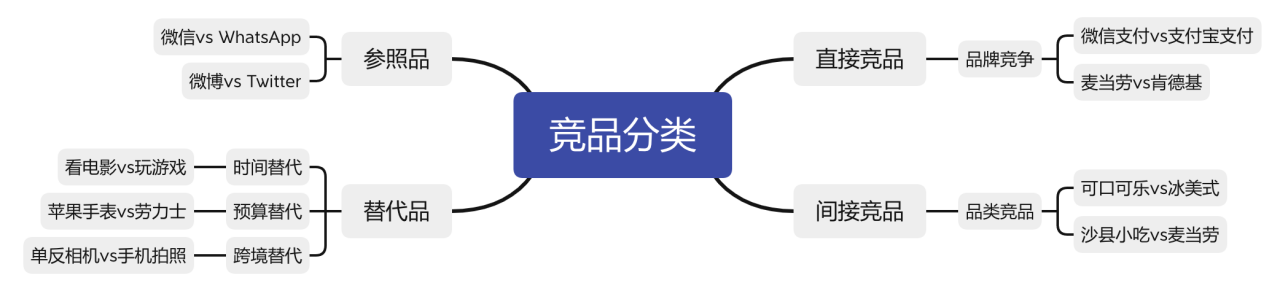 竞品分类
直接竞品
品牌竞争
微信支付vs支付宝支付
麦当劳vs肯德基
间接竞品
品类竞品
可口可乐vs冰美式
沙县小吃vs麦当劳
参照品
微信vs WhatsApp
微博vs Twitter
替代品
时间替代
看电影vs玩游戏
预算替代
苹果手表vs劳力士
跨境替代
单反相机vs手机拍照